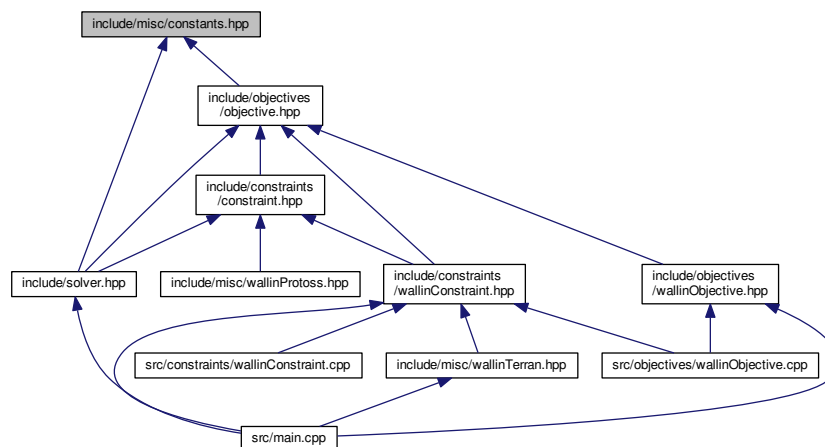 include/misc/constants.hpp
include/objectives
/objective.hpp
include/constraints
/constraint.hpp
include/solver.hpp
include/misc/wallinProtoss.hpp
include/constraints
/wallinConstraint.hpp
include/objectives
/wallinObjective.hpp
src/constraints/wallinConstraint.cpp
include/misc/wallinTerran.hpp
src/objectives/wallinObjective.cpp
src/main.cpp